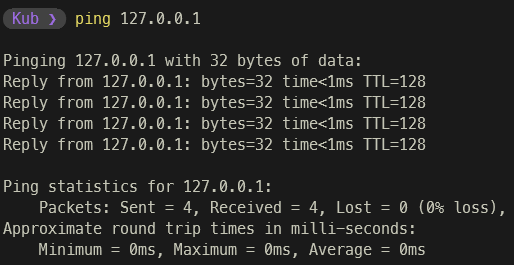 Kub ❯ ping 127.0.0.1
Pinging 127.0.0.1 with 32 bytes of data:
Reply from 127.0.0.1: bytes=32 time<1ms TTL=128
Reply from 127.0.0.1: bytes=32 time<1ms TTL=128
Reply from 127.0.0.1: bytes=32 time<1ms TTL=128
Reply from 127.0.0.1: bytes=32 time<1ms TTL=128
Ping statistics for 127.0.0.1:
    Packets: Sent = 4, Received = 4, Lost = 0 (0% loss),
Approximate round trip times in milli-seconds:
    Minimum = 0ms, Maximum = 0ms, Average = 0ms